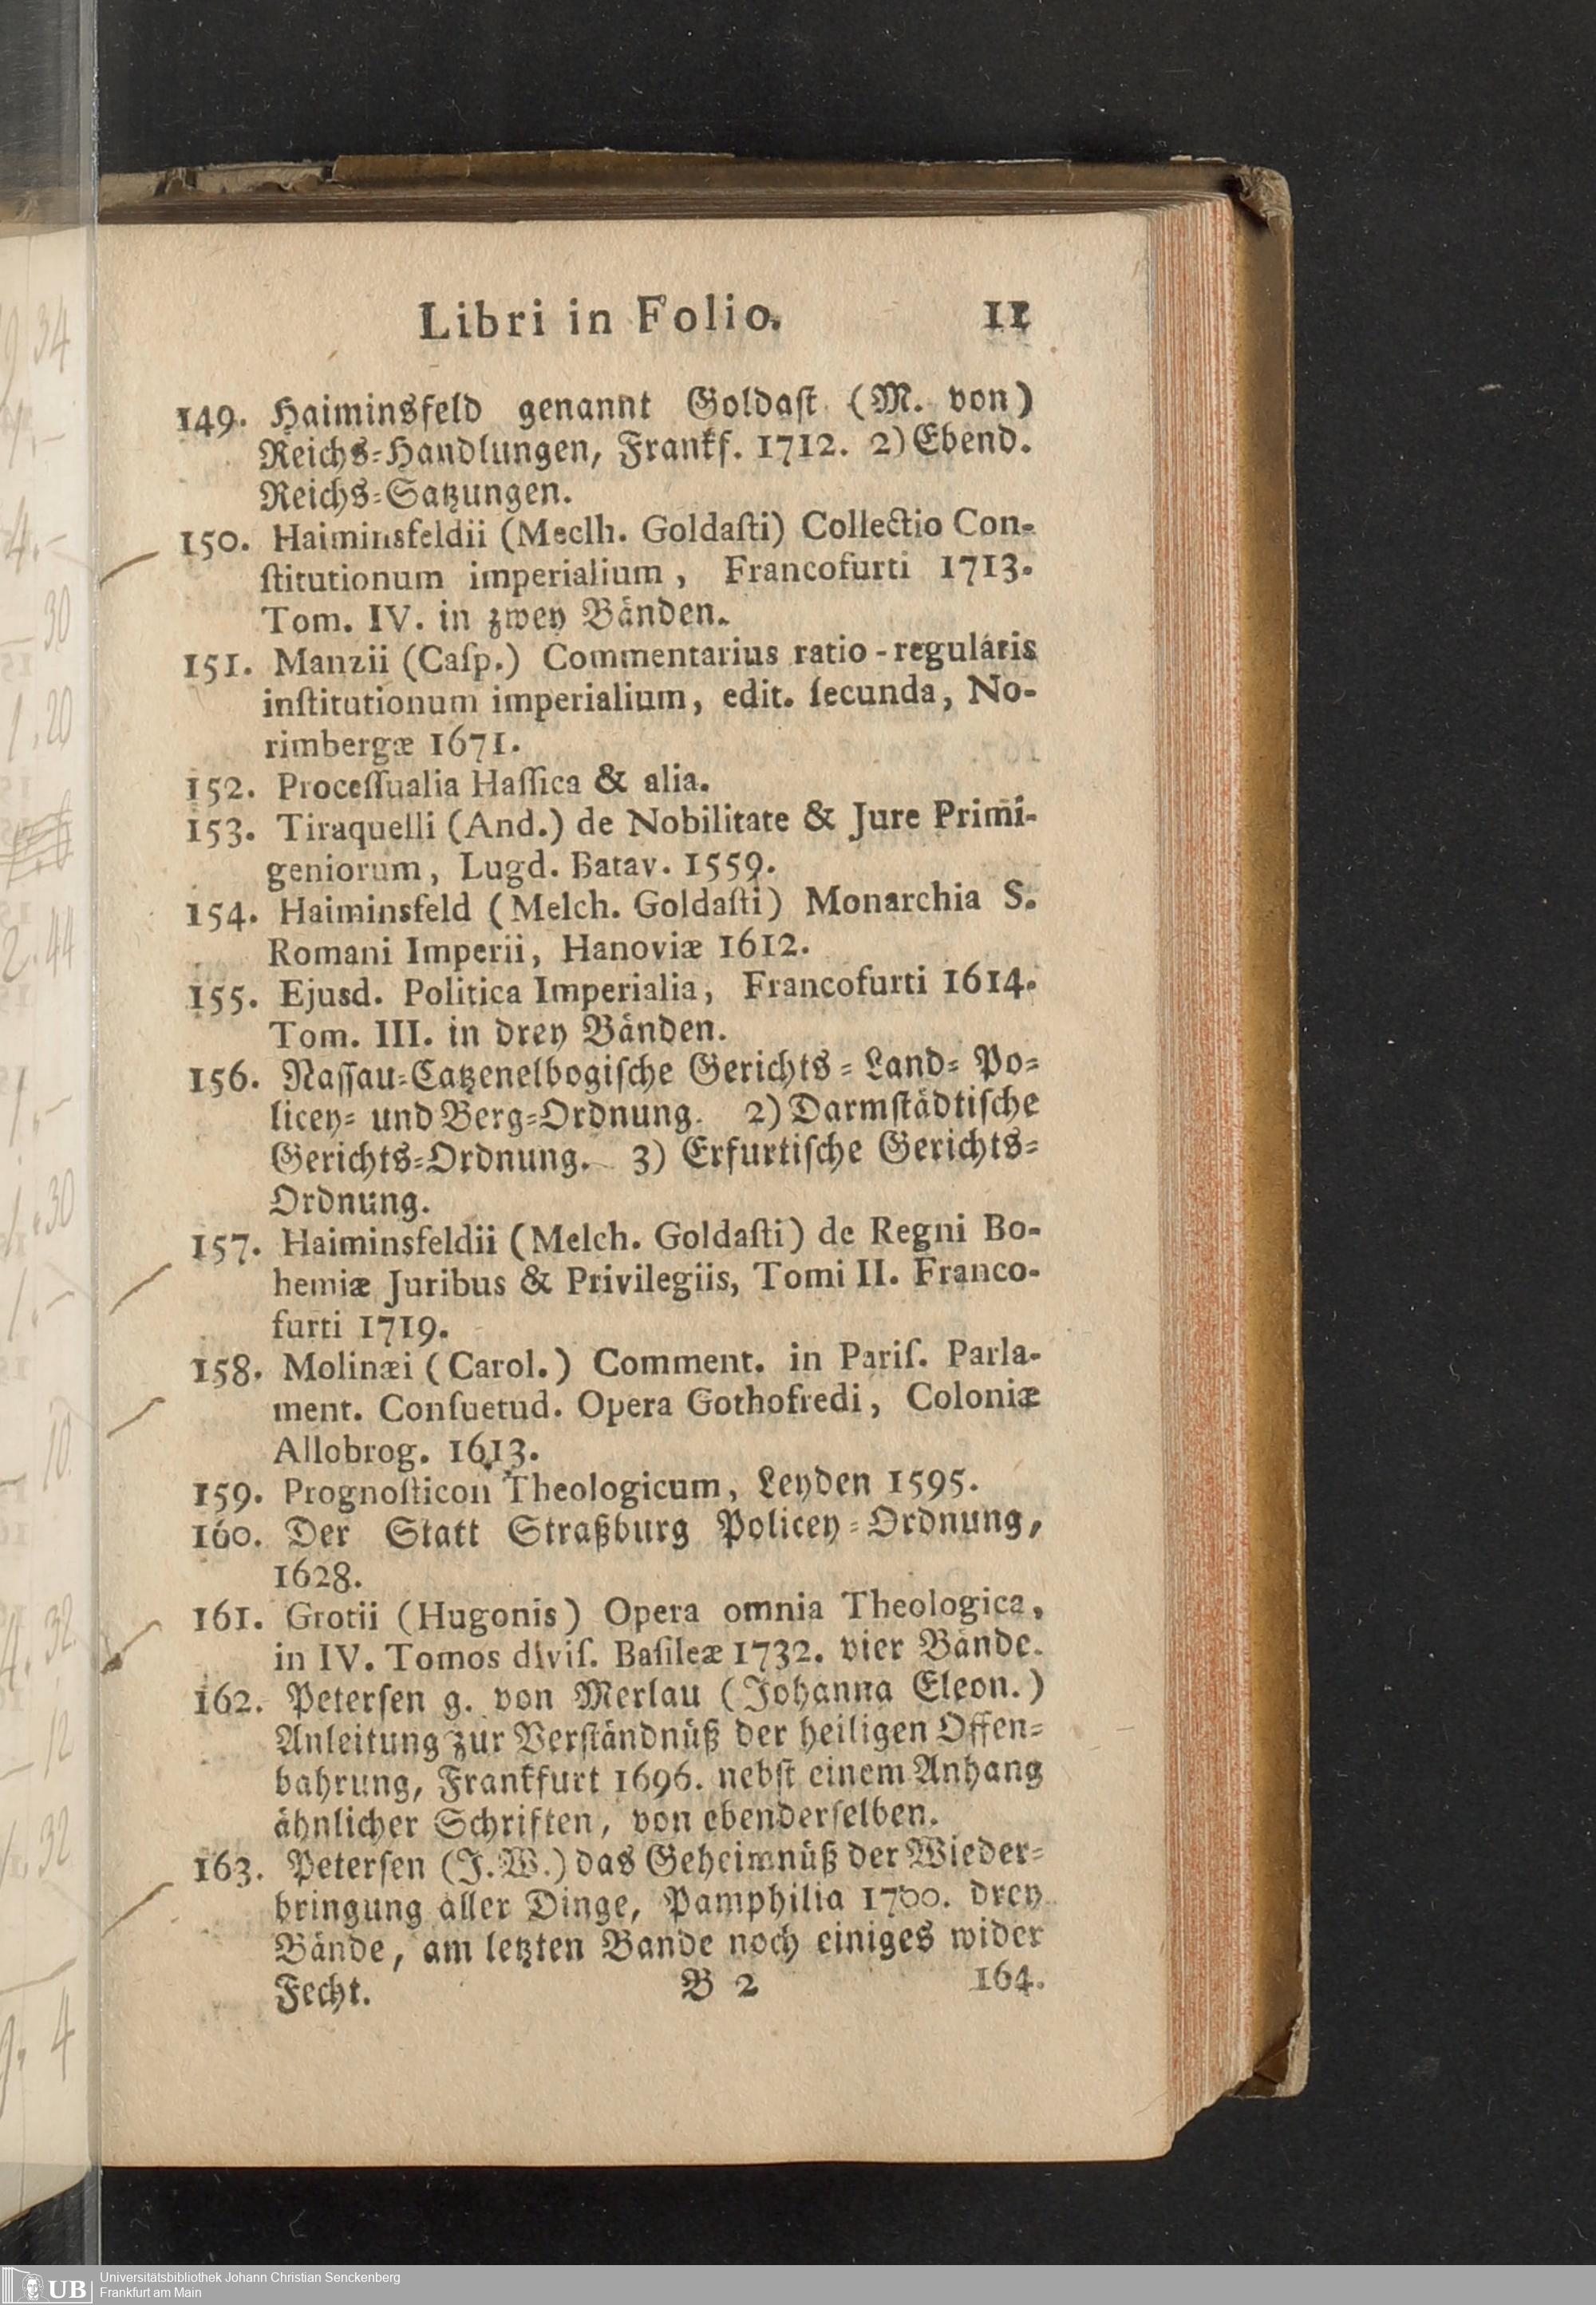 Libri in Folio. 11
149. Haiminsfeld genannt Goldaſt (M. von)
Reichs-Handlungen, Frankf. 1712. 2) Ebend.
Reichs-Satzungen.
150. Haiminsfeldii (Meclh. Goldaſti) Collectio Con-
ſtitutionum imperialium, Francofurti 1713.
Tom. IV. in zwey Bänden.
151. Manzii (Caſp.) Commentarius ratio-regularis
inſtitutionum imperialium, edit. ſecunda, No-
rimbergæ 1671.
152. Proceſſualia Haſſica & alia.
153. Tiraquelli (And.) de Nobilitate & Jure Primi-
geniorum, Lugd. Batav. 1559.
154. Haiminsfeld (Melch. Goldaſti) Monarchia S.
Romani Imperii, Hanoviæ 1612.
155. Ejusd. Politica Imperialia, Francofurti 1614.
Tom. III. in drey Bänden.
156. Naſſau-Catzenelbogiſche Gerichts-Land-Po-
licey- und Berg-Ordnung. 2) Darmſtädtiſche
Gerichts-Ordnung. 3) Erfurtiſche Gerichts-
Ordnung.
157. Haiminsfeldii (Melch. Goldaſti) de Regni Bo-
hemiæ Juribus & Privilegiis, Tomi II. Franco-
furti 1719.
158. Molinæi (Carol.) Comment. in Pariſ. Parla-
ment. Conſuetud. Opera Gothofredi, Coloniæ
Allobrog. 1613.
159. Prognoſticon Theologicum, Leyden 1595.
160. Der Statt Straßburg Policey-Ordnung,
1628.
161. Grotii (Hugonis) Opera omnia Theologica,
in IV. Tomos diviſ. Baſileæ 1732. vier Bände.
162. Peterſen g. von Merlau (Johanna Eleon.)
Anleitung zur Verſtändnüß der heiligen Offen-
bahrung, Frankfurt 1696. nebſt einem Anhang
ähnlicher Schriften, von ebenderſelben.
163. Peterſen (J. W.) das Geheimnüß der Wieder-
bringung aller Dinge, Pamphilia 1700. drey
Bände, am letzten Bande noch einiges wider
Fecht. B 2 164.
UB Universitätsbibliothek Johann Christian Senckenberg
Frankfurt am Main